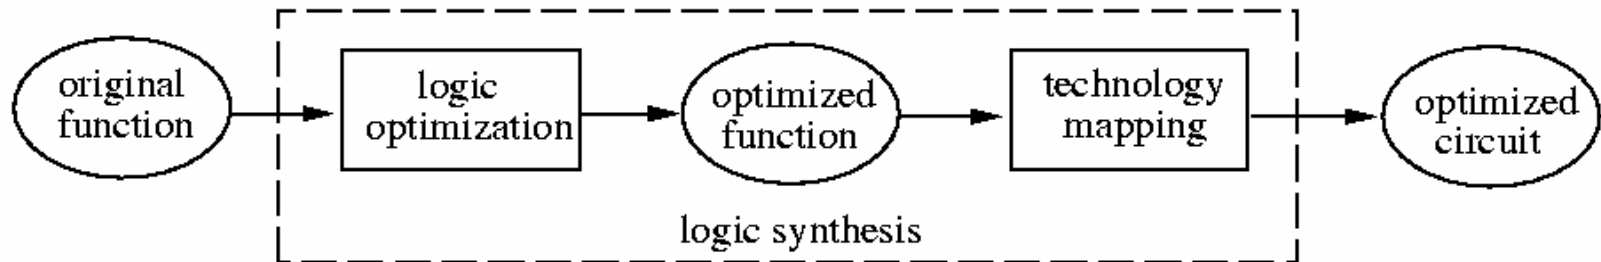 original
function
logic
optimization
optimized
function
technology
mapping
optimized
circuit
logic synthesis